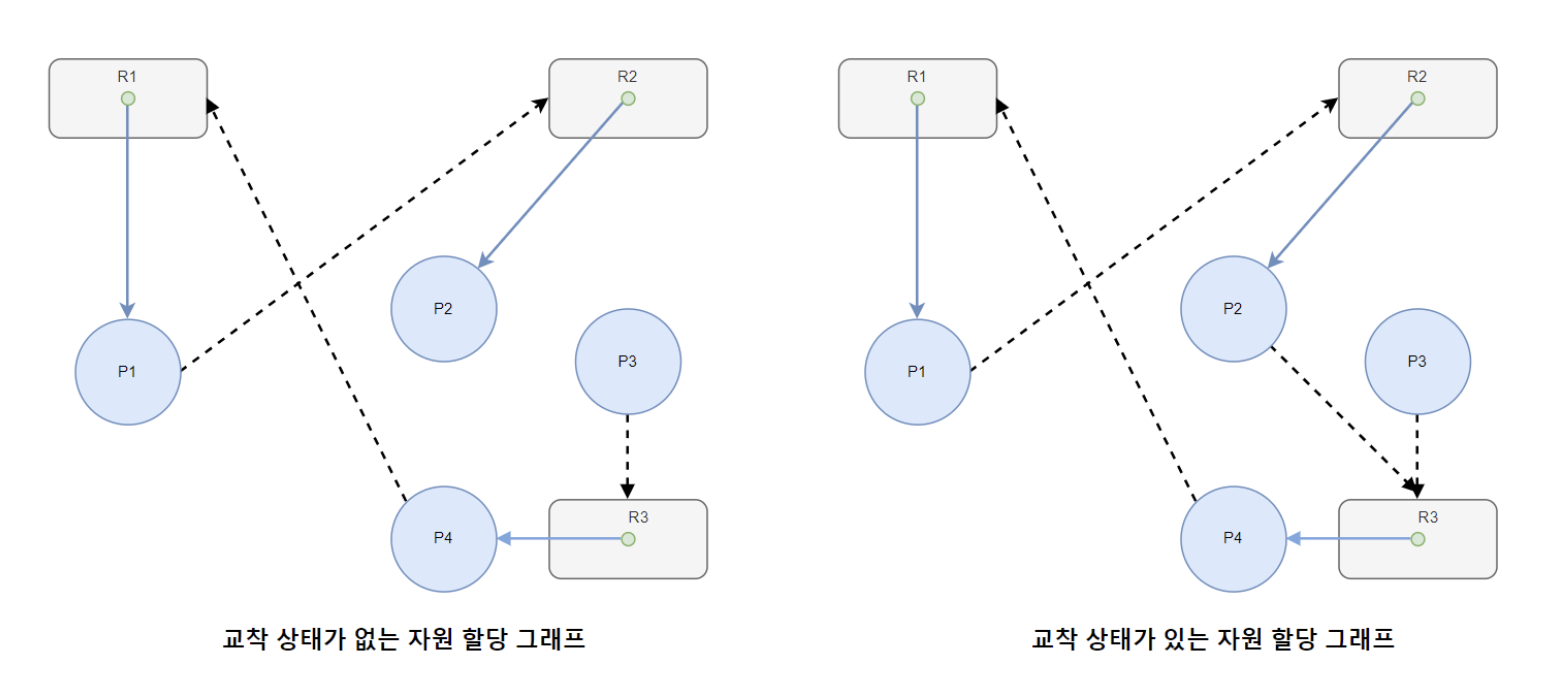 R1
R2
R1
R2
P2
P3
P1
P2
P3
P1
R3
P4
R3
P4
교착 상태가 없는 자원 할당 그래프
교착 상태가 있는 자원 할당 그래프